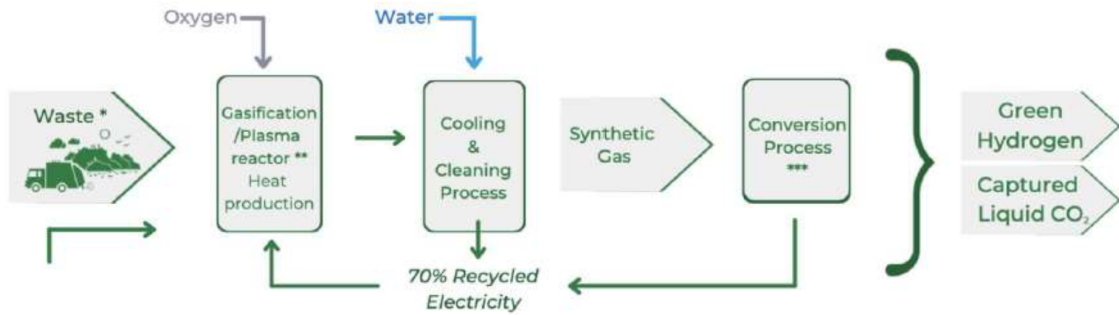 Oxygen
Water
Waste *
Gasification
/Plasma
reactor **
Heat
production
Cooling
&
Cleaning
Process
Synthetic
Gas
Conversion
Process
***
Green
Hydrogen
Captured
Liquid CO₂
70% Recycled
Electricity